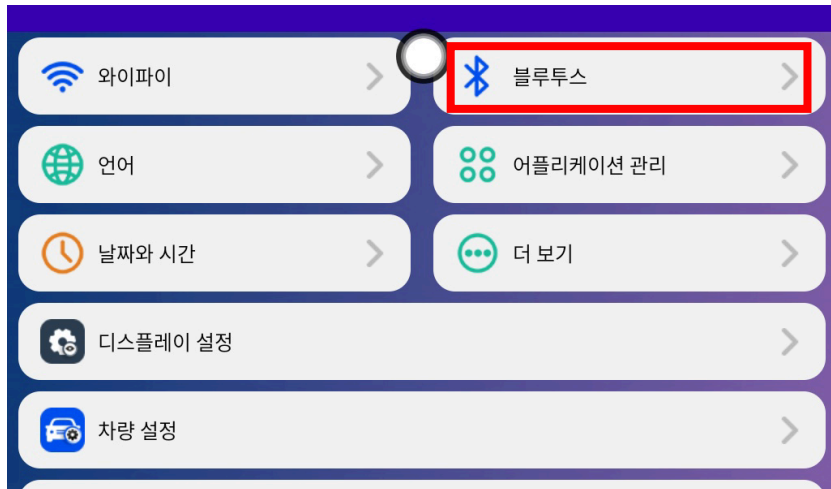 와이파이
블루투스
언어
어플리케이션 관리
날짜와 시간
더 보기
디스플레이 설정
차량 설정